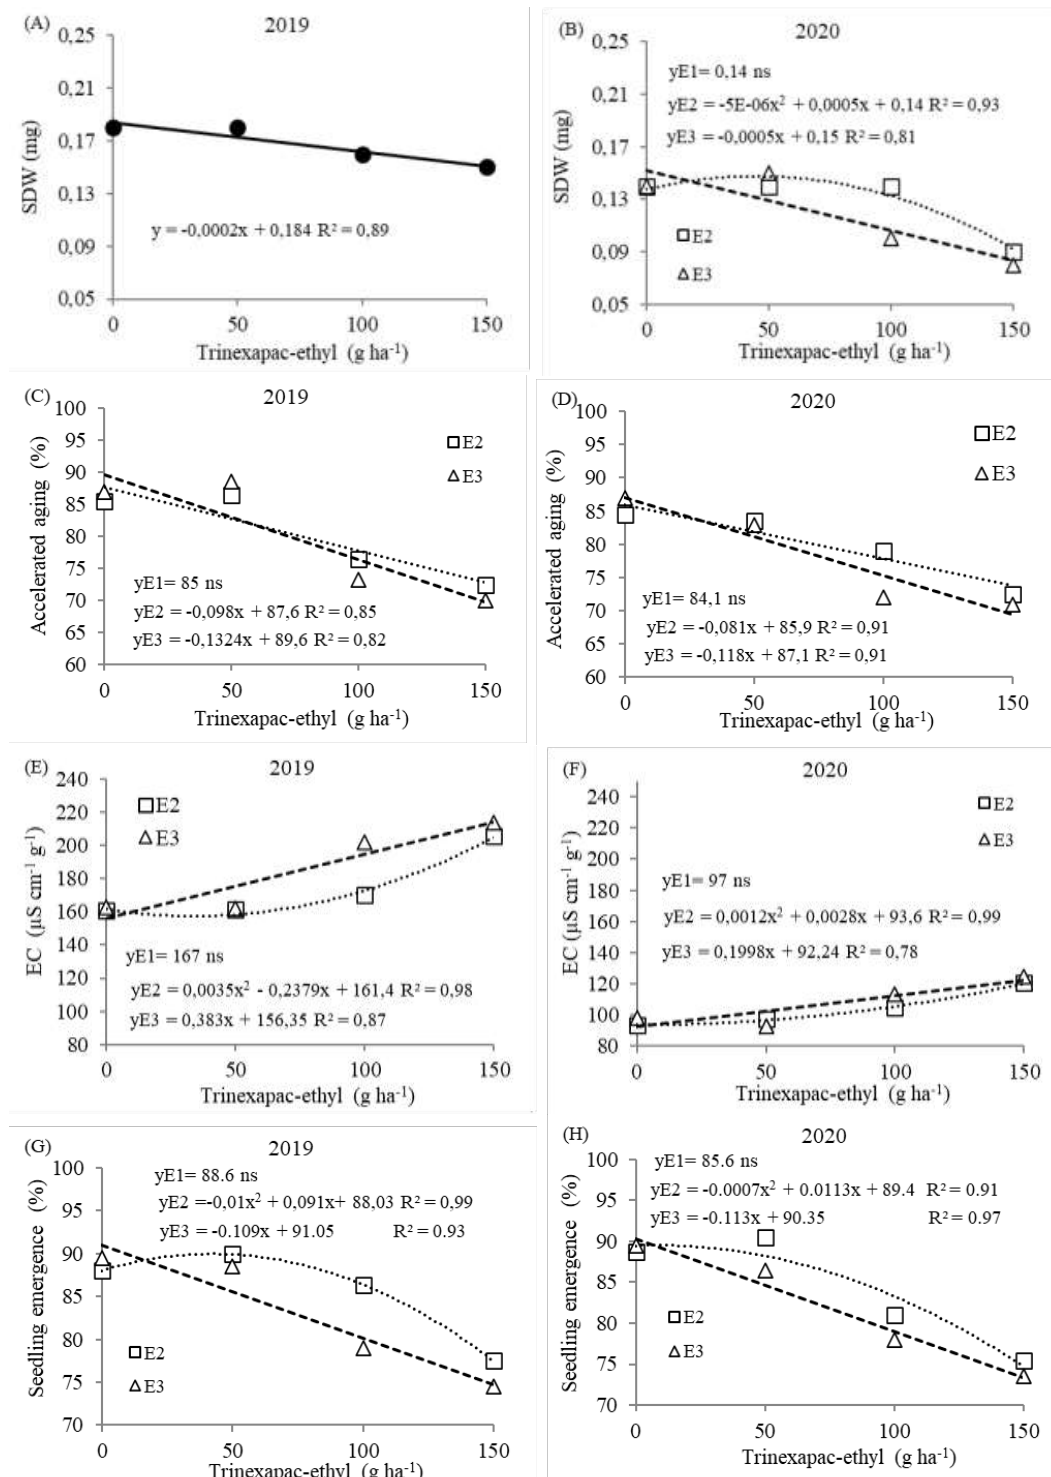 (A)
2019
0,25
0,21
0,17
0,13
0,09
0,05
SDW (mg)
y = -0,0002x + 0,184 R² = 0,89
0 50 100 150
Trinexapac-ethyl (g ha-1)
(B)
2020
0,25
0,21
0,17
0,13
0,09
0,05
SDW (mg)
yE1= 0,14 ns
yE2 = -5E-06x² + 0,0005x + 0,14 R² = 0,93
yE3 = -0,0005x + 0,15 R² = 0,81
E2
E3
0 50 100 150
Trinexapac-ethyl (g ha-1)
(C)
2019
100
95
90
85
80
75
70
65
60
Accelerated aging (%)
E2
E3
yE1= 85 ns
yE2 = -0,098x + 87,6 R² = 0,85
yE3 = -0,1324x + 89,6 R² = 0,82
0 50 100 150
Trinexapac-ethyl (g ha-1)
(D)
2020
100
95
90
85
80
75
70
65
60
Accelerated aging (%)
E2
E3
yE1= 84,1 ns
yE2 = -0,081x + 85,9 R² = 0,91
yE3 = -0,118x + 87,1 R² = 0,91
0 50 100 150
Trinexapac-ethyl (g ha-1)
(E)
2019
240
220
200
180
160
140
120
100
80
EC (µS cm-1 g-1)
E2
E3
yE1= 167 ns
yE2 = 0,0035x² - 0,2379x + 161,4 R² = 0,98
yE3 = 0,383x + 156,35 R² = 0,87
0 50 100 150
Trinexapac-ethyl (g ha-1)
(F)
2020
240
220
200
180
160
140
120
100
80
EC (µS cm-1 g-1)
E2
E3
yE1= 97 ns
yE2 = 0,0012x² + 0,0028x + 93,6 R² = 0,99
yE3 = 0,1998x + 92,24 R² = 0,78
0 50 100 150
Trinexapac-ethyl (g ha-1)
(G)
2019
100
95
90
85
80
75
70
Seedling emergence (%)
yE1= 88.6 ns
yE2 =-0,01x² + 0,091x+ 88,03 R² = 0,99
yE3 = -0.109x + 91.05 R² = 0.93
E2
E3
0 50 100 150
Trinexapac-ethyl (g ha-1)
(H)
2020
100
95
90
85
80
75
70
Seedling emergence (%)
yE1= 85.6 ns
yE2 = -0.0007x² + 0.0113x + 89.4 R² = 0.91
yE3 = -0.113x + 90.35 R² = 0.97
E2
E3
0 50 100 150
Trinexapac-ethyl (g ha-1)